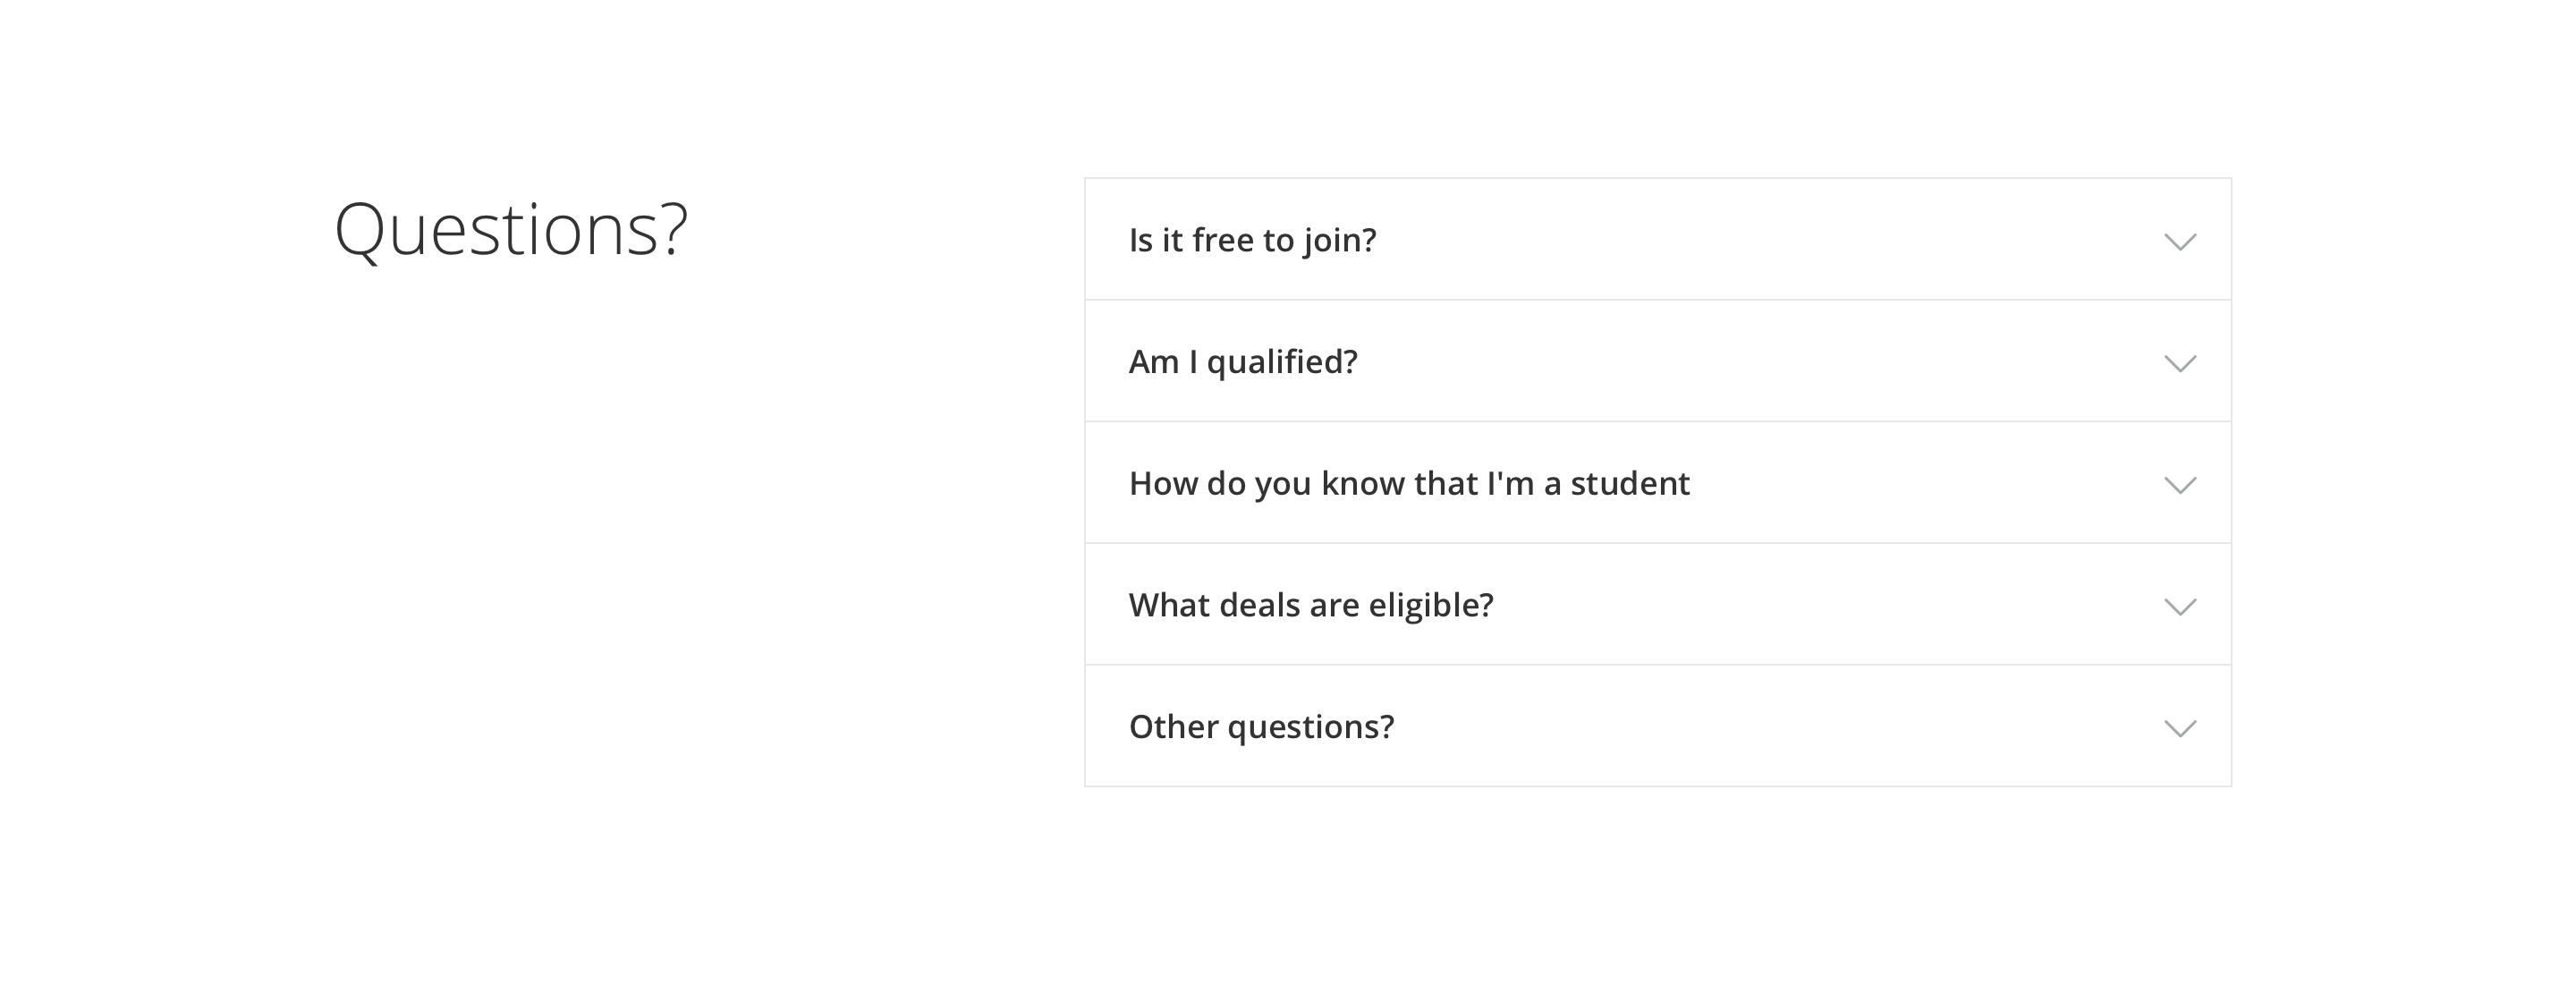 Questions?
Is it free to join?
Am I qualified?
How do you know that I'm a student
What deals are eligible?
Other questions?